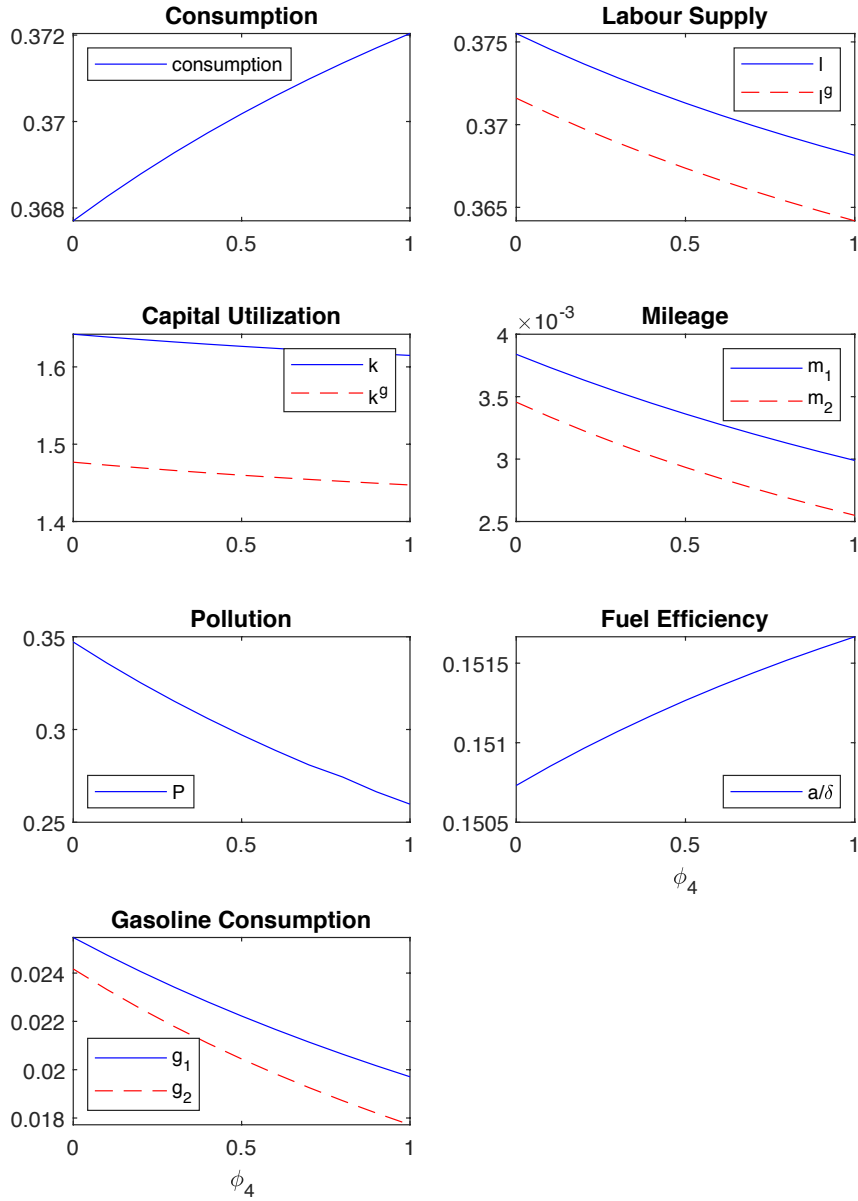 Consumption
0.372
0.37
0.368
consumption
0 0.5 1
Labour Supply
0.375
0.37
0.365
l
l^g
0 0.5 1
Capital Utilization
1.6
1.5
1.4
k
k^g
0 0.5 1
Mileage
×10^-3
4
3.5
3
2.5
m_1
m_2
0 0.5 1
Pollution
0.35
0.3
0.25
P
0 0.5 1
Fuel Efficiency
0.1515
0.151
0.1505
a/δ
0 0.5 1
ϕ_4
Gasoline Consumption
0.024
0.022
0.02
0.018
g_1
g_2
0 0.5 1
ϕ_4